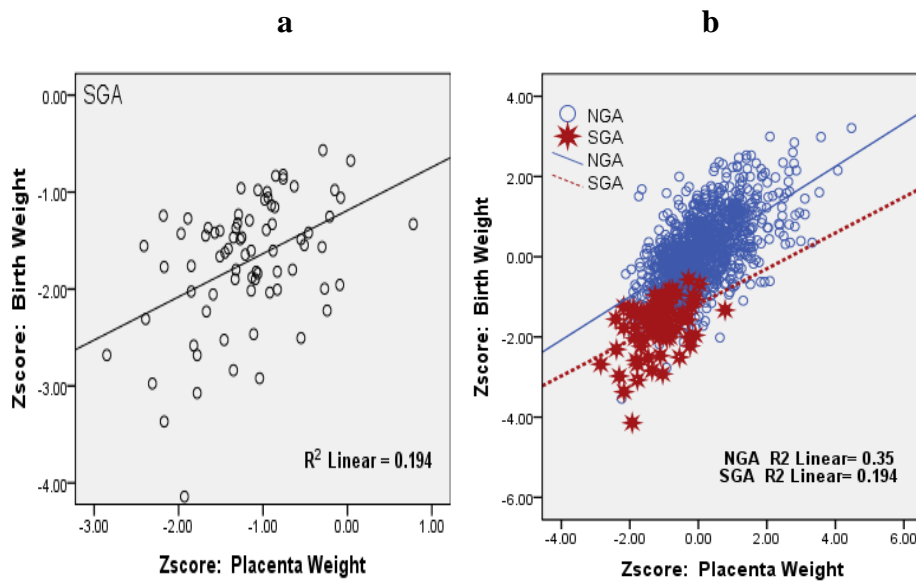 a
SGA
0.00
-1.00
-2.00
-3.00
-4.00
Zscore: Birth Weight
R² Linear = 0.194
-3.00 -2.00 -1.00 0.00 1.00
Zscore: Placenta Weight
b
4.00
2.00
0.00
-2.00
-4.00
-6.00
Zscore: Birth Weight
NGA
SGA
NGA
SGA
NGA R2 Linear= 0.35
SGA R2 Linear= 0.194
-4.00 -2.00 0.00 2.00 4.00 6.00
Zscore: Placenta Weight